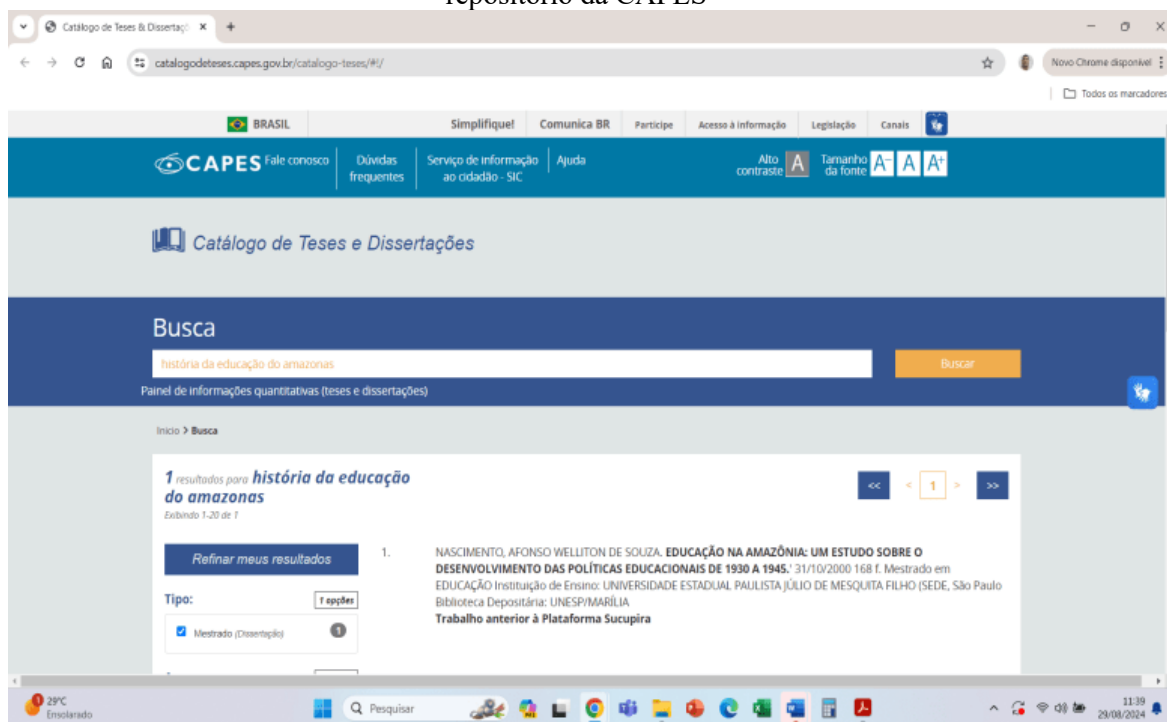 repositório da CAPES
Catálogo de Teses & Dissertaçõ
catalogodeteses.capes.gov.br/catalogo-teses/#!/
Novo Chrome disponível
Todos os marcadores
BRASIL Simplifique! Comunica BR Participe Acesso à informação Legislação Canais
CAPES Fale conosco Dúvidas frequentes Serviço de informação ao cidadão - SIC Ajuda Alto contraste A Tamanho da fonte A- A A+
Catálogo de Teses e Dissertações
Busca
história da educação do amazonas Buscar
Painel de informações quantitativas (teses e dissertações)
Início > Busca
1 resultados para história da educação
do amazonas
Exibindo 1-20 de 1
<< < 1 > >>
Refinar meus resultados
Tipo: 1 opções
Mestrado (Dissertação) 1
1. NASCIMENTO, AFONSO WELLITON DE SOUZA. EDUCAÇÃO NA AMAZÔNIA: UM ESTUDO SOBRE O
DESENVOLVIMENTO DAS POLÍTICAS EDUCACIONAIS DE 1930 A 1945.' 31/10/2000 168 f. Mestrado em
EDUCAÇÃO Instituição de Ensino: UNIVERSIDADE ESTADUAL PAULISTA JÚLIO DE MESQUITA FILHO (SEDE, São Paulo
Biblioteca Depositária: UNESP/MARÍLIA
Trabalho anterior à Plataforma Sucupira
29°C
Ensolarado
Pesquisar
11:39
29/08/2024